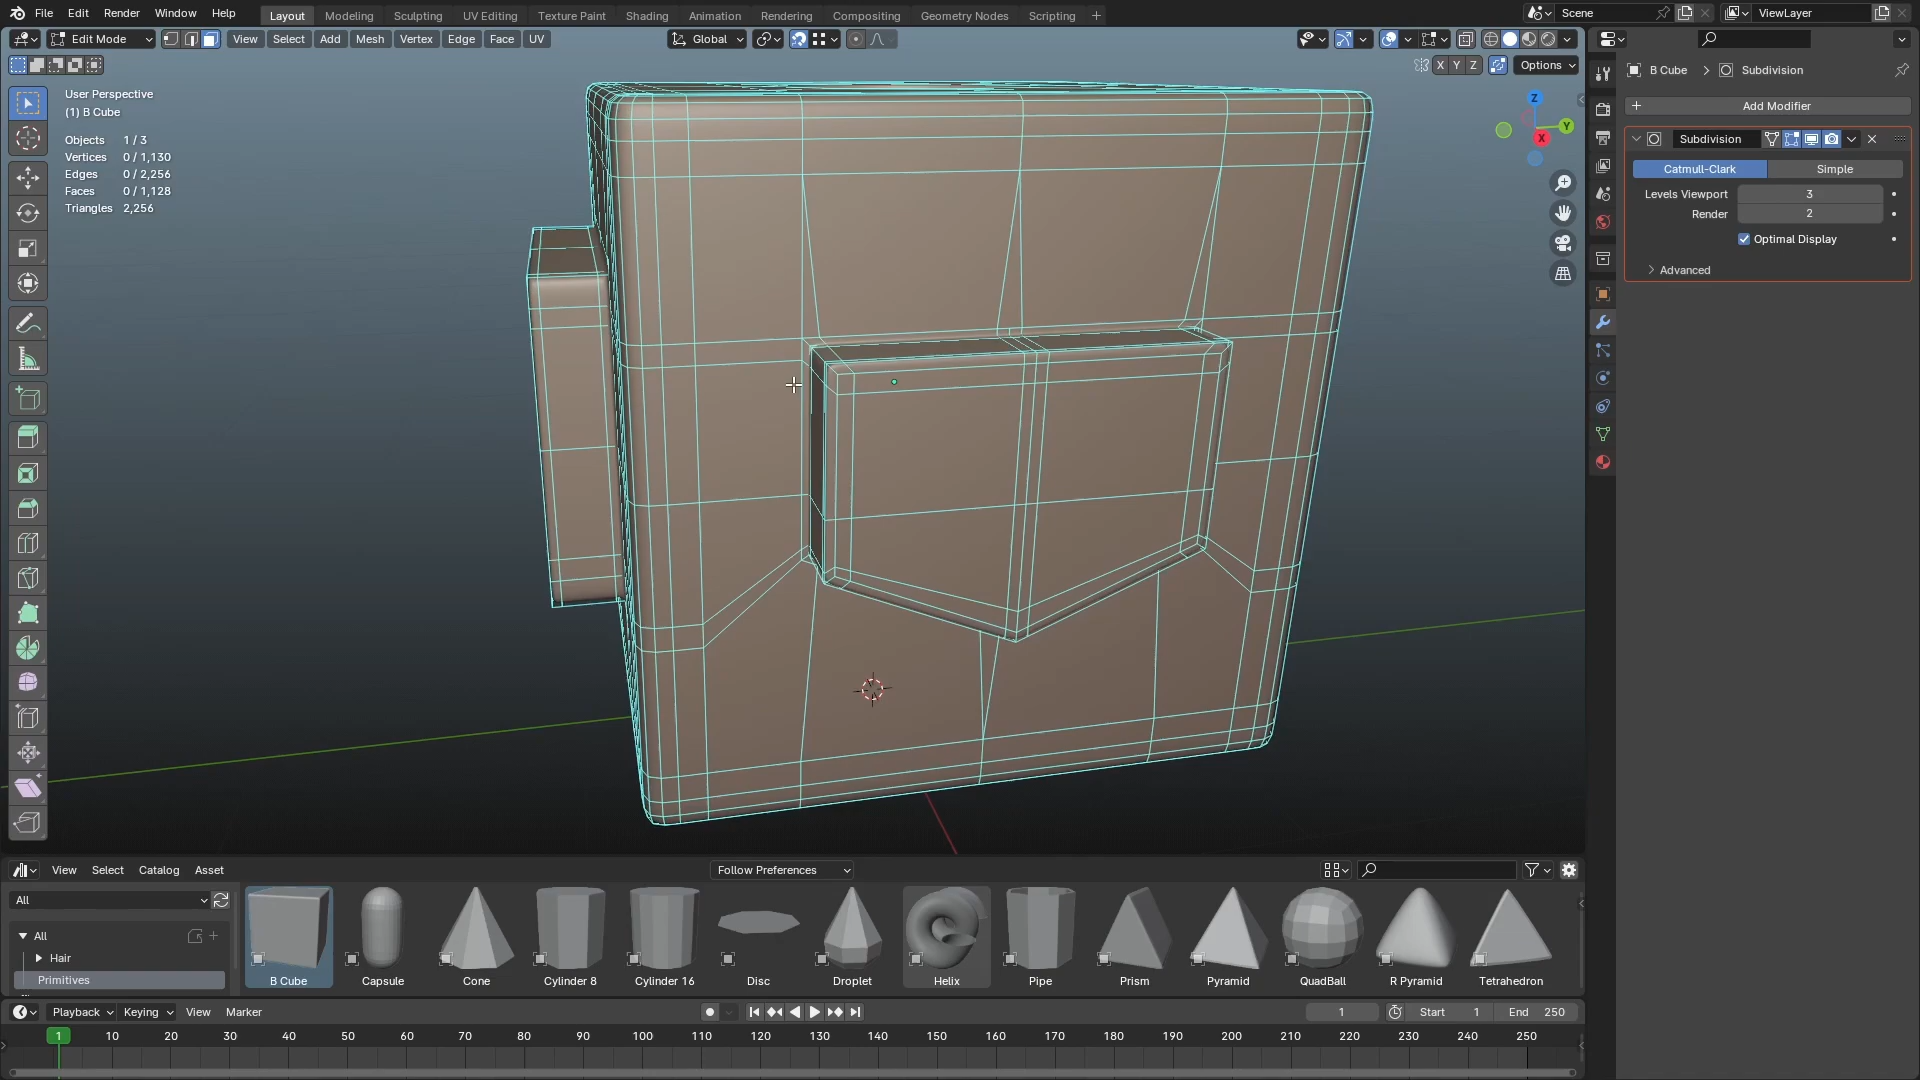 File Edit Render Window Help Layout Modeling Sculpting UV Editing Texture Paint Shading Animation Rendering Compositing Geometry Nodes Scripting + Scene ViewLayer
Edit Mode View Select Add Mesh Vertex Edge Face UV Global
X Y Z Options
User Perspective
(1) B Cube
Objects 1 / 3
Vertices 0 / 1,130
Edges 0 / 2,256
Faces 0 / 1,128
Triangles 2,256
Z
Y
X
B Cube Subdivision
Add Modifier
Subdivision
Catmull-Clark Simple
Levels Viewport 3
Render 2
Optimal Display
Advanced
View Select Catalog Asset Follow Preferences
All
All
Hair
Primitives
B Cube Capsule Cone Cylinder 8 Cylinder 16 Disc Droplet Helix Pipe Prism Pyramid QuadBall R Pyramid Tetrahedron
Playback Keying View Marker 1 Start 1 End 250
1 10 20 30 40 50 60 70 80 90 100 110 120 130 140 150 160 170 180 190 200 210 220 230 240 250